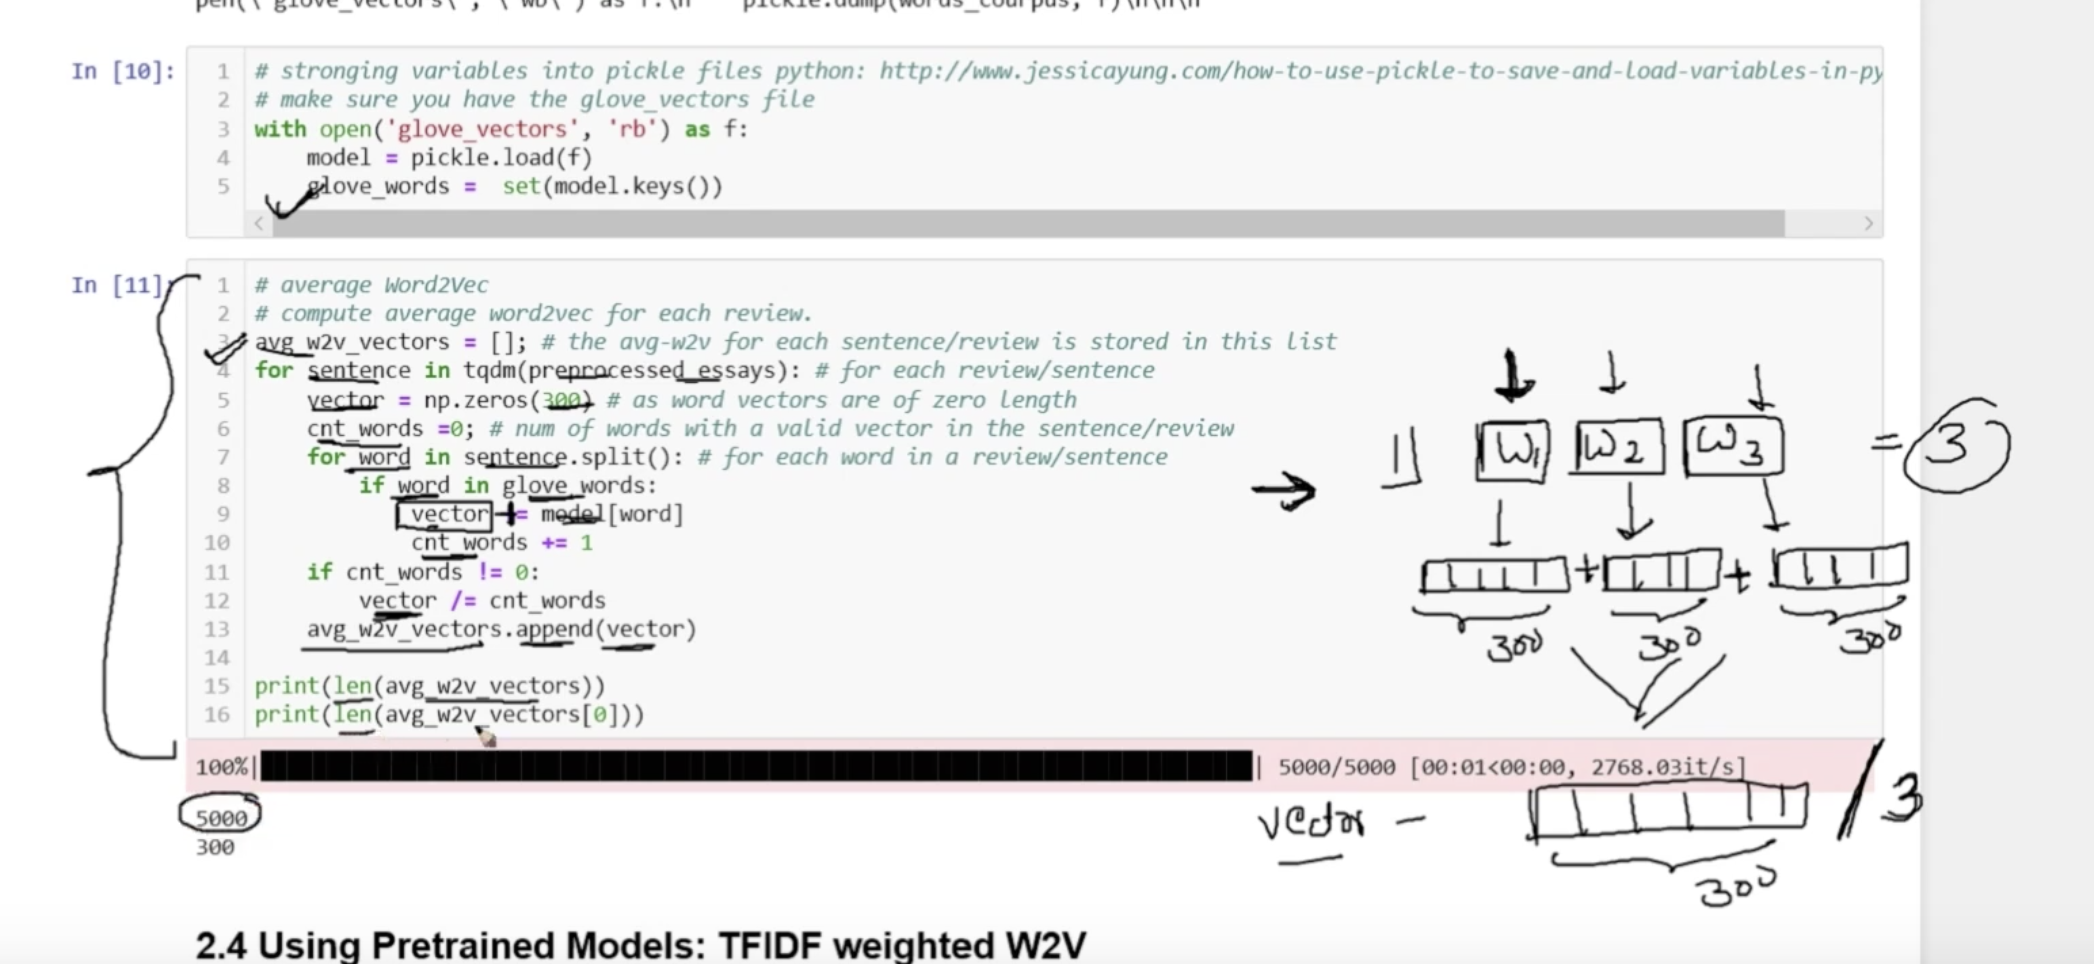 In [10]:
1 # stronging variables into pickle files python: http://www.jessicayung.com/how-to-use-pickle-to-save-and-load-variables-in-py
2 # make sure you have the glove_vectors file
3 with open('glove_vectors', 'rb') as f:
4     model = pickle.load(f)
5     glove_words =  set(model.keys())
In [11]:
1 # average Word2Vec
2 # compute average word2vec for each review.
3 avg_w2v_vectors = []; # the avg-w2v for each sentence/review is stored in this list
4 for sentence in tqdm(preprocessed_essays): # for each review/sentence
5     vector = np.zeros(300) # as word vectors are of zero length
6     cnt_words =0; # num of words with a valid vector in the sentence/review
7     for word in sentence.split(): # for each word in a review/sentence
8         if word in glove_words:
9             vector += model[word]
10             cnt_words += 1
11     if cnt_words != 0:
12         vector /= cnt_words
13     avg_w2v_vectors.append(vector)
14
15 print(len(avg_w2v_vectors))
16 print(len(avg_w2v_vectors[0]))
W1 W2 W3 = 3
+ +
300 300 300
100%| | 5000/5000 [00:01<00:00, 2768.03it/s]
vector - / 3
300
5000
300
2.4 Using Pretrained Models: TFIDF weighted W2V